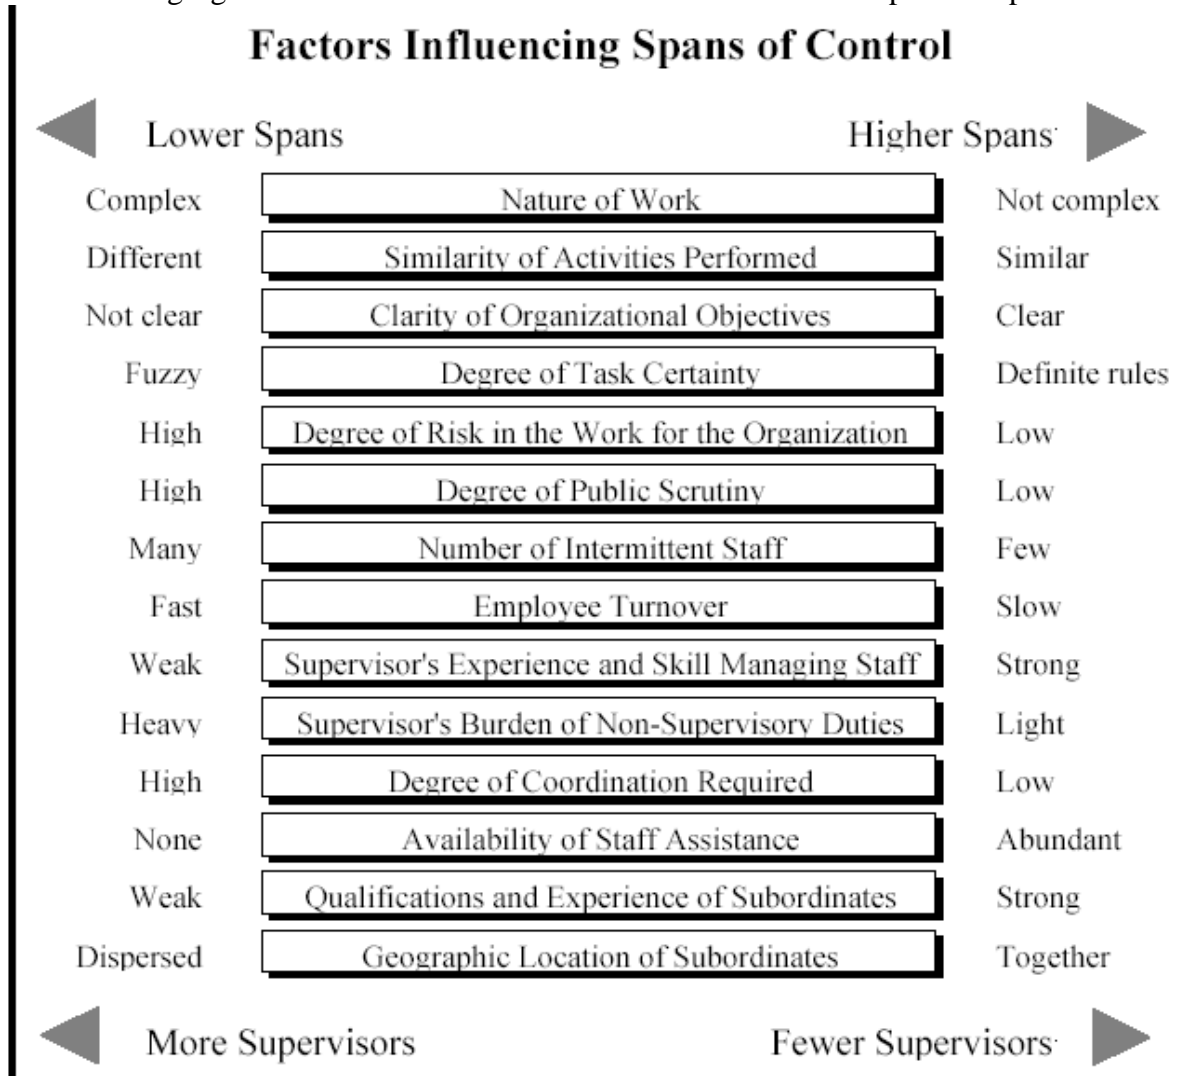 Factors Influencing Spans of Control
Lower Spans Higher Spans
Complex Nature of Work Not complex
Different Similarity of Activities Performed Similar
Not clear Clarity of Organizational Objectives Clear
Fuzzy Degree of Task Certainty Definite rules
High Degree of Risk in the Work for the Organization Low
High Degree of Public Scrutiny Low
Many Number of Intermittent Staff Few
Fast Employee Turnover Slow
Weak Supervisor's Experience and Skill Managing Staff Strong
Heavy Supervisor's Burden of Non-Supervisory Duties Light
High Degree of Coordination Required Low
None Availability of Staff Assistance Abundant
Weak Qualifications and Experience of Subordinates Strong
Dispersed Geographic Location of Subordinates Together
More Supervisors Fewer Supervisors